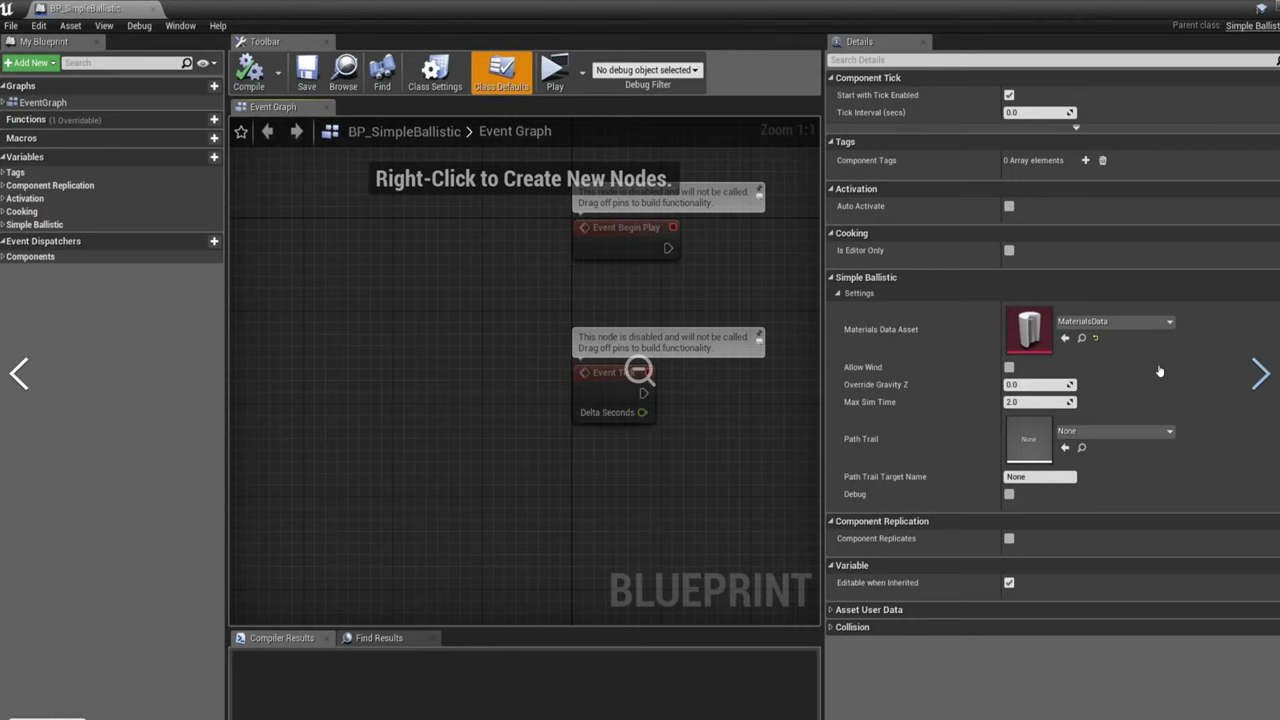 BP_SimpleBallistic
File Edit Asset View Debug Window Help
Parent class: Simple Ballist
My Blueprint
Add New
Search
Graphs
EventGraph
Functions (1 Overridable)
Macros
Variables
Tags
Component Replication
Activation
Cooking
Simple Ballistic
Event Dispatchers
Components
Toolbar
Compile
Save
Browse
Find
Class Settings
Class Defaults
Play
No debug object selected
Debug Filter
Event Graph
BP_SimpleBallistic > Event Graph
Zoom 1:1
Right-Click to Create New Nodes.
This node is disabled and will not be called.
Drag off pins to build functionality.
Event Begin Play
This node is disabled and will not be called.
Drag off pins to build functionality.
Event
Delta Seconds
BLUEPRINT
Compiler Results
Find Results
Details
Search Details
Component Tick
Start with Tick Enabled
Tick Interval (secs) 0.0
Tags
Component Tags 0 Array elements
Activation
Auto Activate
Cooking
Is Editor Only
Simple Ballistic
Settings
Materials Data Asset MaterialsData
Allow Wind
Override Gravity Z 0.0
Max Sim Time 2.0
Path Trail None None
Path Trail Target Name None
Debug
Component Replication
Component Replicates
Variable
Editable when Inherited
Asset User Data
Collision